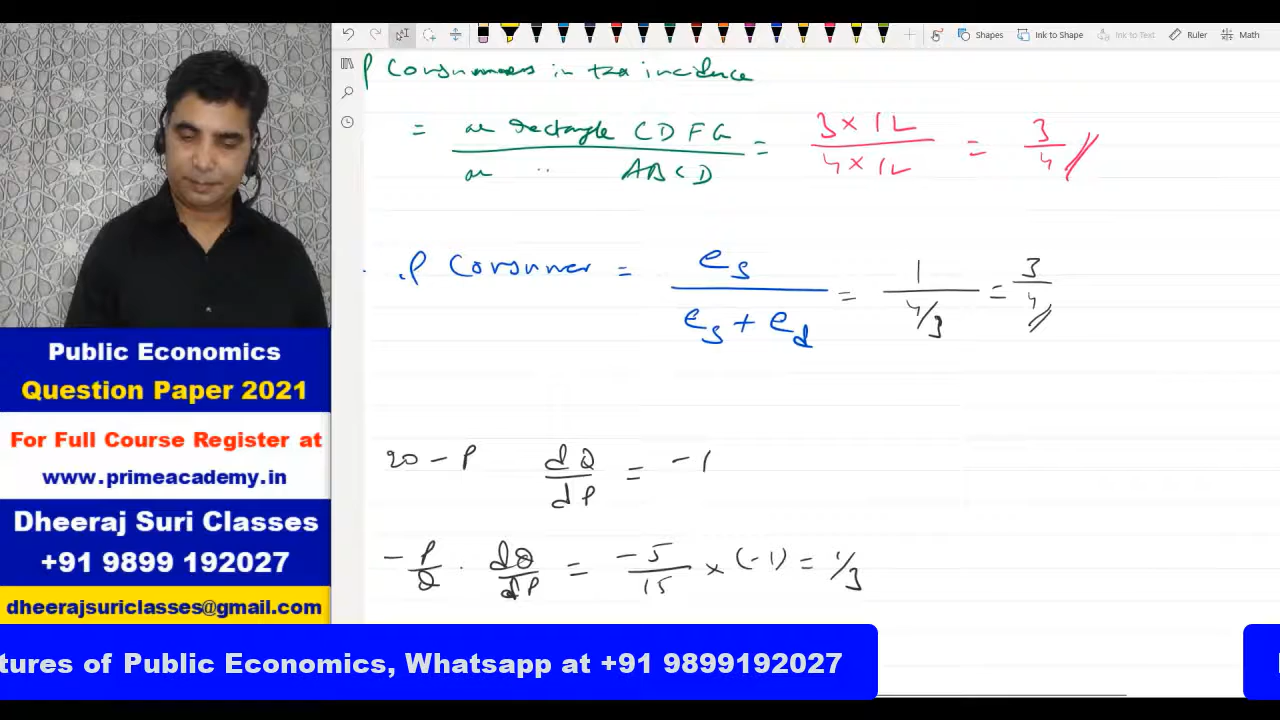 Shapes Ink to Shape Ink to Text Ruler Math
P Consumers in tax incidence
= ar rectangle CDFG / ar " ABCD = 3 × 12 / 4 × 12 = 3/4
P Consumer = es / es + ed = 1 / 4/3 = 3/4
20 - P dQ/dP = -1
- P/Q . dQ/dP = -5/15 × (-1) = 1/3
Public Economics
Question Paper 2021
For Full Course Register at
www.primeacademy.in
Dheeraj Suri Classes
+91 9899 192027
dheerajsuriclasses@gmail.com
tures of Public Economics, Whatsapp at +91 9899192027